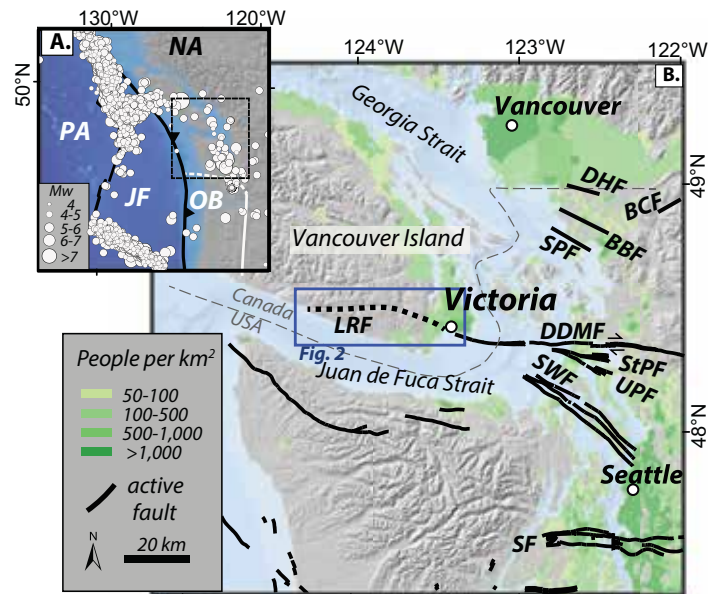 130°W
120°W
A.
NA
50°N
PA
JF
OB
Mw
4
4-5
5-6
6-7
>7
124°W
123°W
122°W
B.
Georgia Strait
Vancouver
49°N
DHF
BCF
BBF
SPF
Vancouver Island
Canada
USA
LRF
Victoria
Fig. 2
DDMF
StPF
UPF
SWF
Juan de Fuca Strait
48°N
Seattle
SF
People per km²
50-100
100-500
500-1,000
>1,000
active
fault
N
20 km